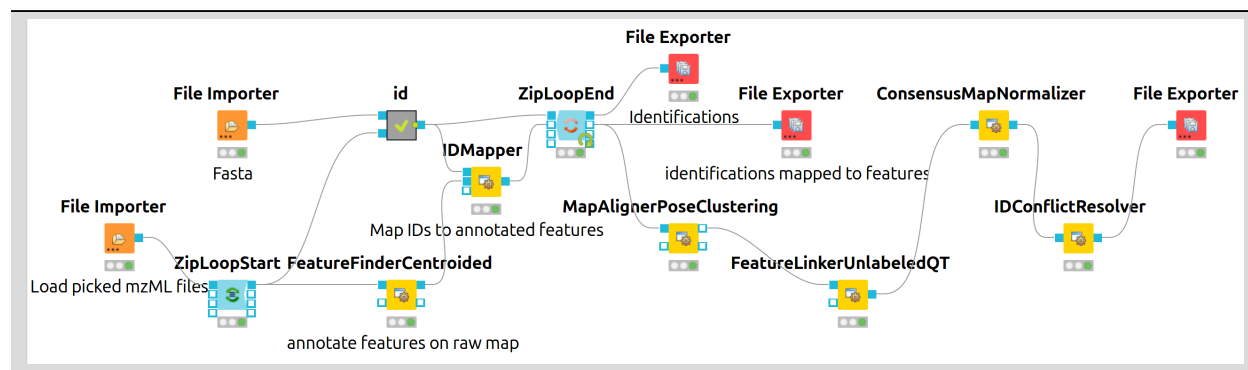 File Exporter
File Importer
id
ZipLoopEnd
File Exporter
ConsensusMapNormalizer
File Exporter
Identifications
IDMapper
Fasta
identifications mapped to features
File Importer
MapAlignerPoseClustering
IDConflictResolver
Map IDs to annotated features
ZipLoopStart
FeatureFinderCentroided
FeatureLinkerUnlabeledQT
Load picked mzML files
annotate features on raw map